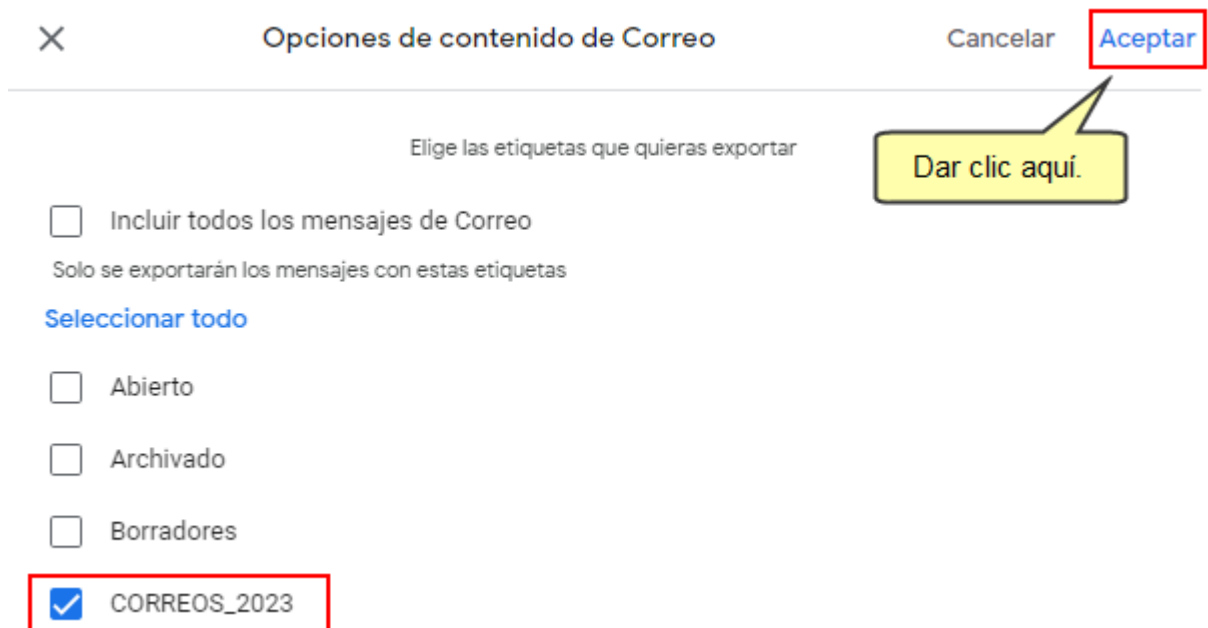 Opciones de contenido de Correo Cancelar Aceptar
Elige las etiquetas que quieras exportar
Dar clic aquí.
Incluir todos los mensajes de Correo
Solo se exportarán los mensajes con estas etiquetas
Seleccionar todo
Abierto
Archivado
Borradores
CORREOS_2023